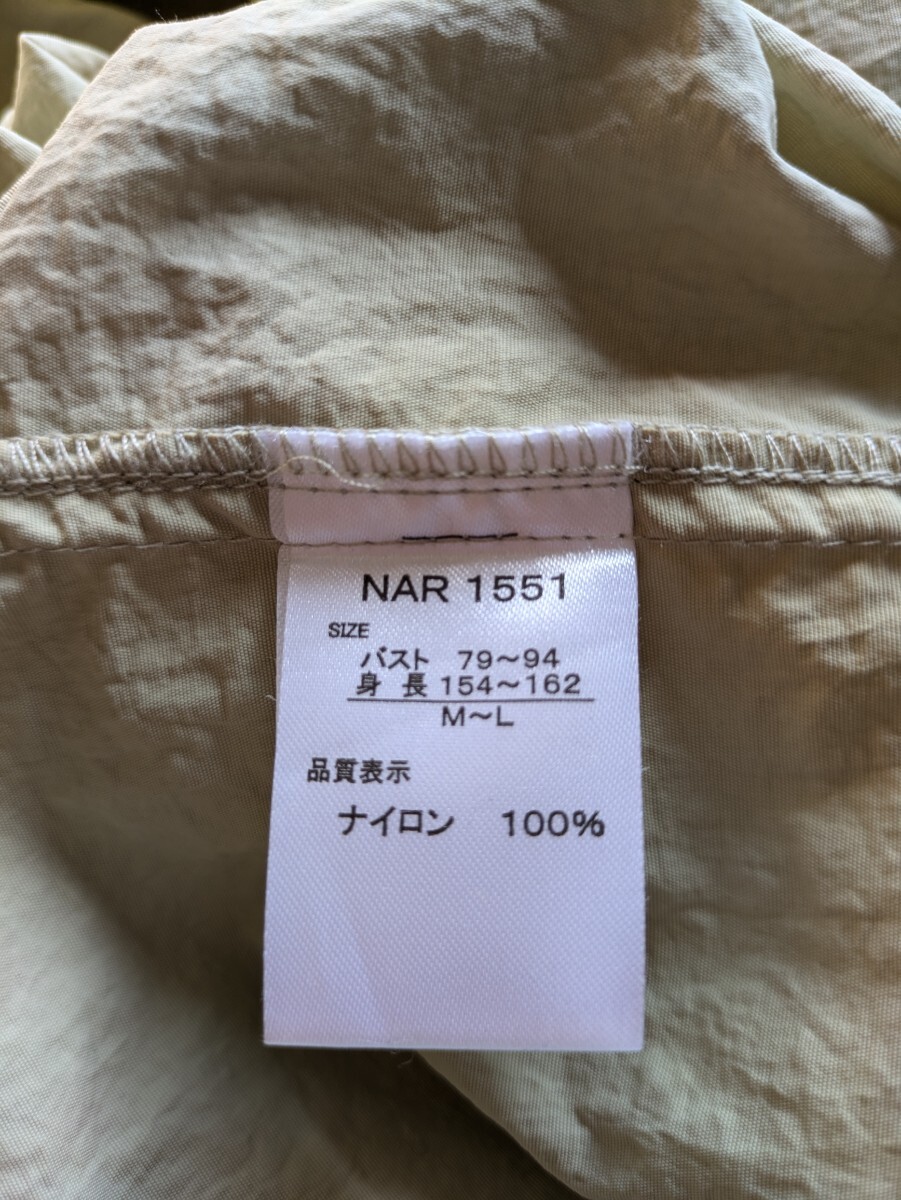 NAR 1551
SIZE
バスト 79～94
身 長 154～162
M～L
品質表示
ナイロン 100%